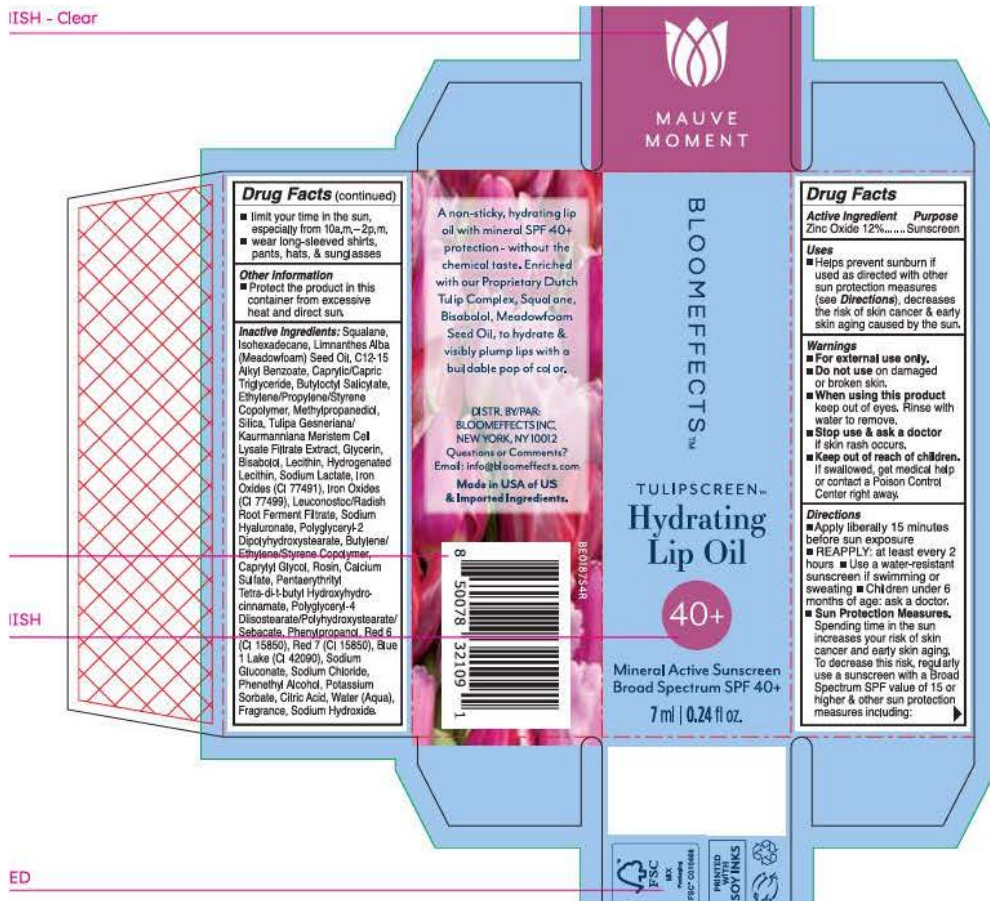 ISH - Clear
MAUVE
MOMENT
Drug Facts (continued)
■ limit your time in the sun,
especially from 10a,m,–2p,m,
■ wear long-sleeved shirts,
pants, hats, & sunglasses
Other information
■ Protect the product in this
container from excessive
heat and direct sun.
Inactive Ingredients: Squalane,
Isohexadecane, Limnanthes Alba
(Meadowfoam) Seed Oil, C12-15
Alkyl Benzoate, Caprylic/Capric
Triglyceride, Butyloctyl Salicylate,
Ethylene/Propylene/Styrene
Copolymer, Methylpropanediol,
Silica, Tulipa Gesneriana/
Kaurmanniana Meristem Cell
Lysate Filtrate Extract, Glycerin,
Bisabolol, Lecithin, Hydrogenated
Lecithin, Sodium Lactate, Iron
Oxides (CI 77491), Iron Oxides
(CI 77499), Leuconostoc/Radish
Root Ferment Filtrate, Sodium
Hyaluronate, Polyglyceryl-2
Dipolyhydroxystearate, Butylene/
Ethylene/Styrene Copolymer,
Caprylyl Glycol, Rosin, Calcium
Sulfate, Pentaerythrityl
Tetra-di-t-butyl Hydroxyhydro-
cinnamate, Polyglyceryl-4
Diisostearate/Polyhydroxystearate/
Sebacate, Phenylpropanol, Red 6
(CI 15850), Red 7 (CI 15850), Blue
1 Lake (CI 42090), Sodium
Gluconate, Sodium Chloride,
Phenethyl Alcohol, Potassium
Sorbate, Citric Acid, Water (Aqua),
Fragrance, Sodium Hydroxide.
A non-sticky, hydrating lip
oil with mineral SPF 40+
protection - without the
chemical taste. Enriched
with our Proprietary Dutch
Tulip Complex, Squalane,
Bisabolol, Meadowfoam
Seed Oil, to hydrate &
visibly plump lips with a
buildable pop of color.
DISTR. BY/PAR:
BLOOMEFFECTS INC.
NEW YORK, NY 10012
Questions or Comments?
Email: info@bloomeffects.com
Made in USA of US
& Imported Ingredients.
8 50078 32109 1
BE0187S4R
BLOOMEFFECTS™
TULIPSCREEN™
Hydrating
Lip Oil
40+
Mineral Active Sunscreen
Broad Spectrum SPF 40+
7 ml | 0.24 fl oz.
Drug Facts
Active Ingredient Purpose
Zinc Oxide 12%....... Sunscreen
Uses
■ Helps prevent sunburn if
used as directed with other
sun protection measures
(see Directions), decreases
the risk of skin cancer & early
skin aging caused by the sun.
Warnings
■ For external use only.
■ Do not use on damaged
or broken skin.
■ When using this product
keep out of eyes. Rinse with
water to remove.
■ Stop use & ask a doctor
if skin rash occurs.
■ Keep out of reach of children.
If swallowed, get medical help
or contact a Poison Control
Center right away.
Directions
■ Apply liberally 15 minutes
before sun exposure
■ REAPPLY: at least every 2
hours ■ Use a water-resistant
sunscreen if swimming or
sweating ■ Children under 6
months of age: ask a doctor.
■ Sun Protection Measures.
Spending time in the sun
increases your risk of skin
cancer and early skin aging.
To decrease this risk, regularly
use a sunscreen with a Broad
Spectrum SPF value of 15 or
higher & other sun protection
measures including:
ISH
ED
FSC
MIX
Packaging
PRINTED
WITH
SOY INKS